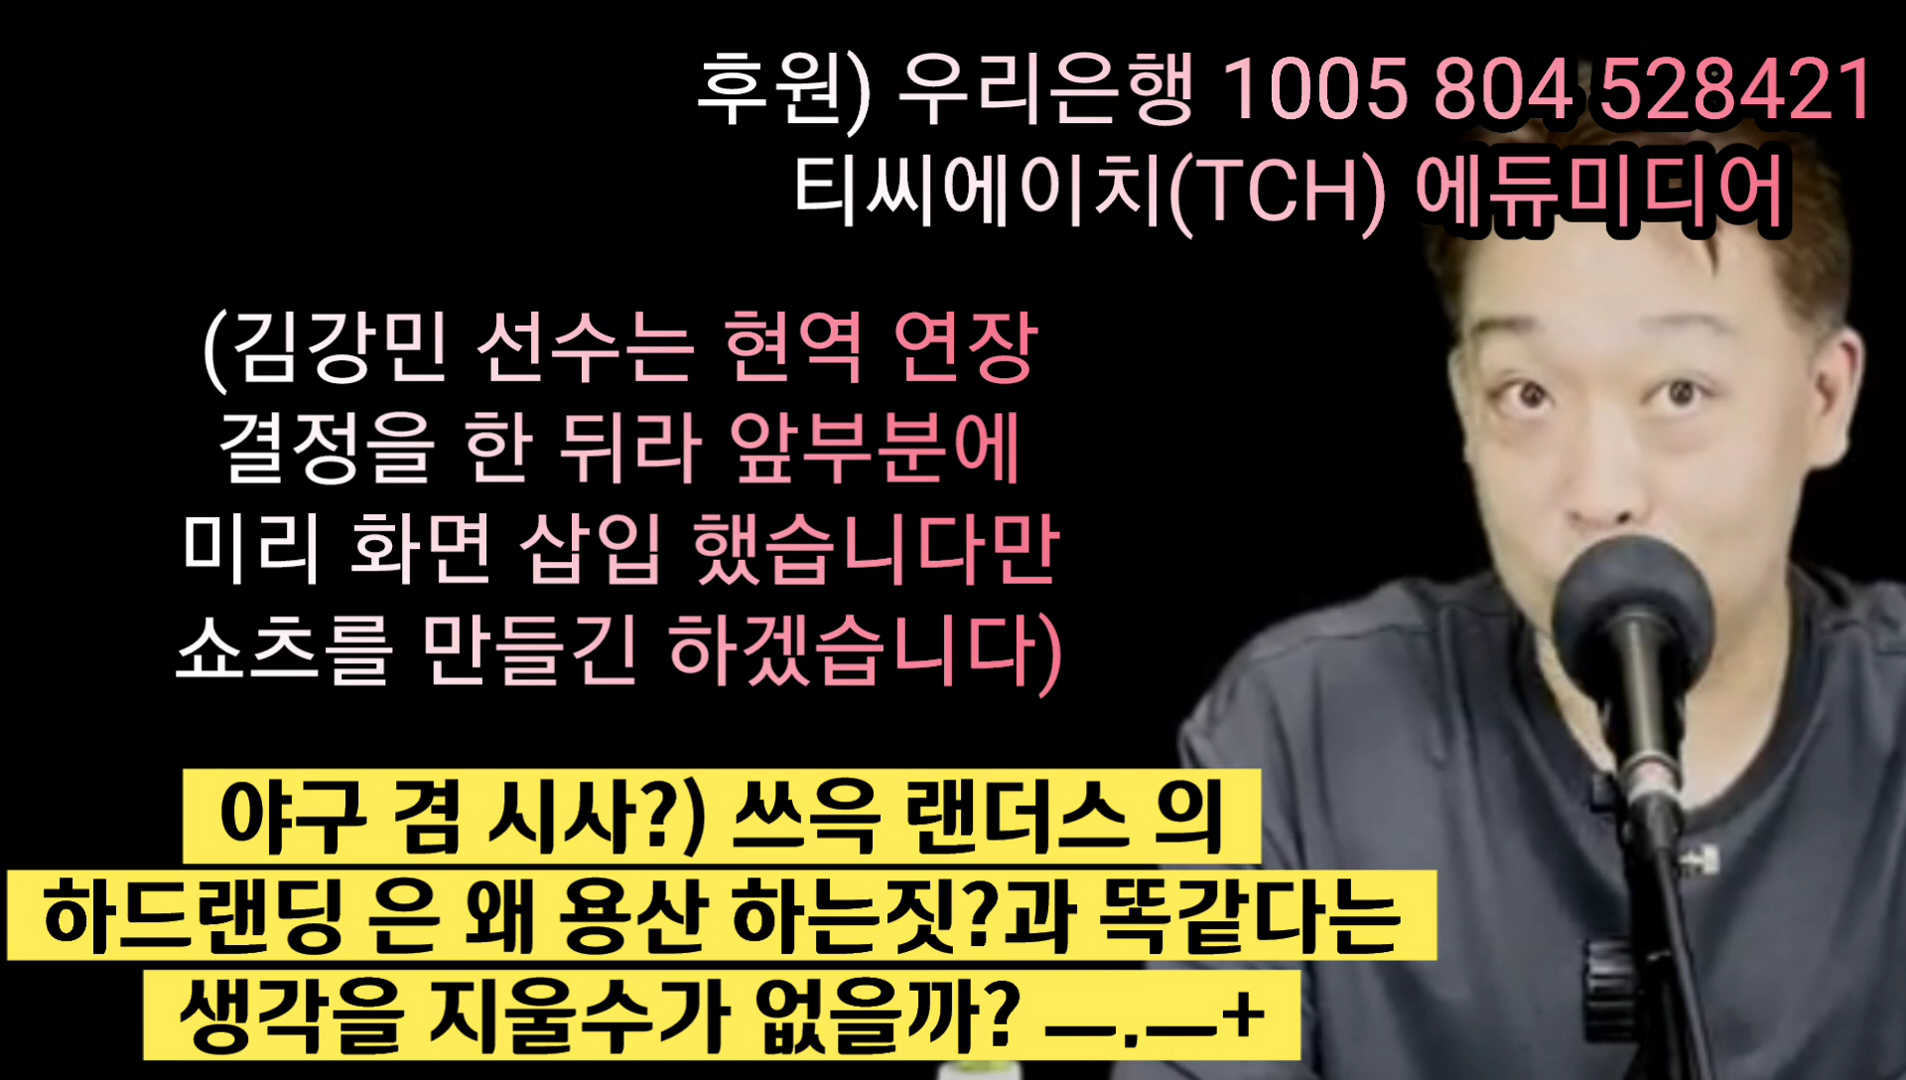 후원) 우리은행 1005 804 528421
티씨에이치(TCH) 에듀미디어
(김강민 선수는 현역 연장
결정을 한 뒤라 앞부분에
미리 화면 삽입 했습니다만
쇼츠를 만들긴 하겠습니다)
야구 겸 시사?) 쓰윽 랜더스 의
하드랜딩 은 왜 용산 하는짓?과 똑같다는
생각을 지울수가 없을까? ㅡ.ㅡ+